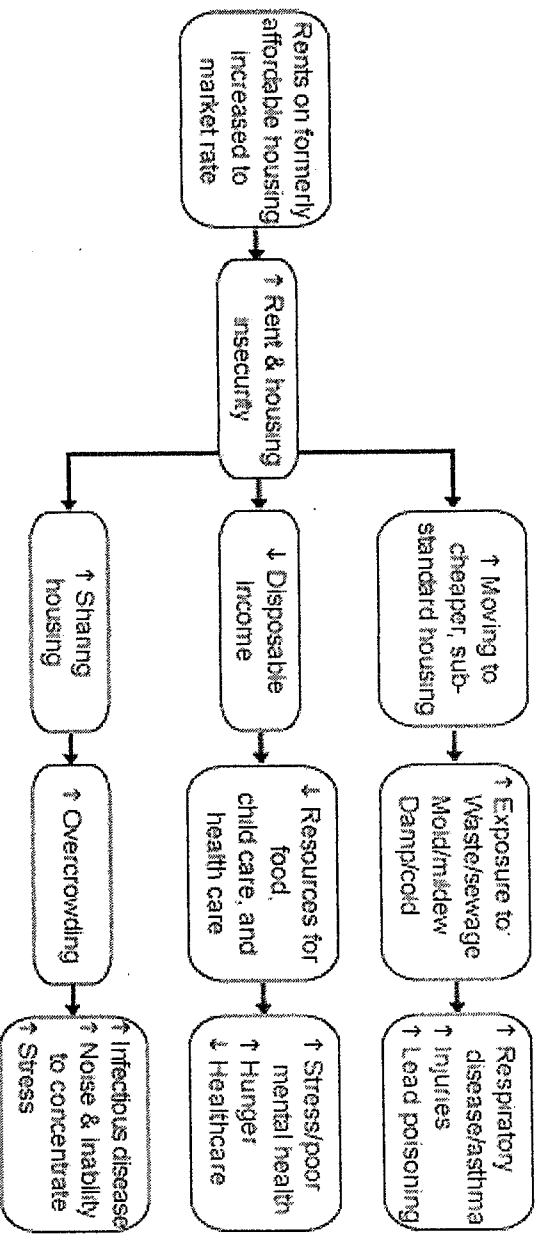 Rents on formerly
affordable housing
increased to
market rate
↑ Rent & housing
insecurity
↑ Moving to
cheaper, sub-
standard housing
↑ Exposure to:
Waste/sewage
Mold/mildew
Damp/cold
↑ Respiratory
disease/asthma
↑ Injuries
↑ Lead poisoning
↓ Disposable
income
↓ Resources for
food,
child care, and
health care
↑ Stress/poor
mental health
↑ Hunger
↓ Healthcare
↑ Sharing
housing
↑ Overcrowding
↑ Infectious disease
↑ Noise & inability
to concentrate
↑ Stress